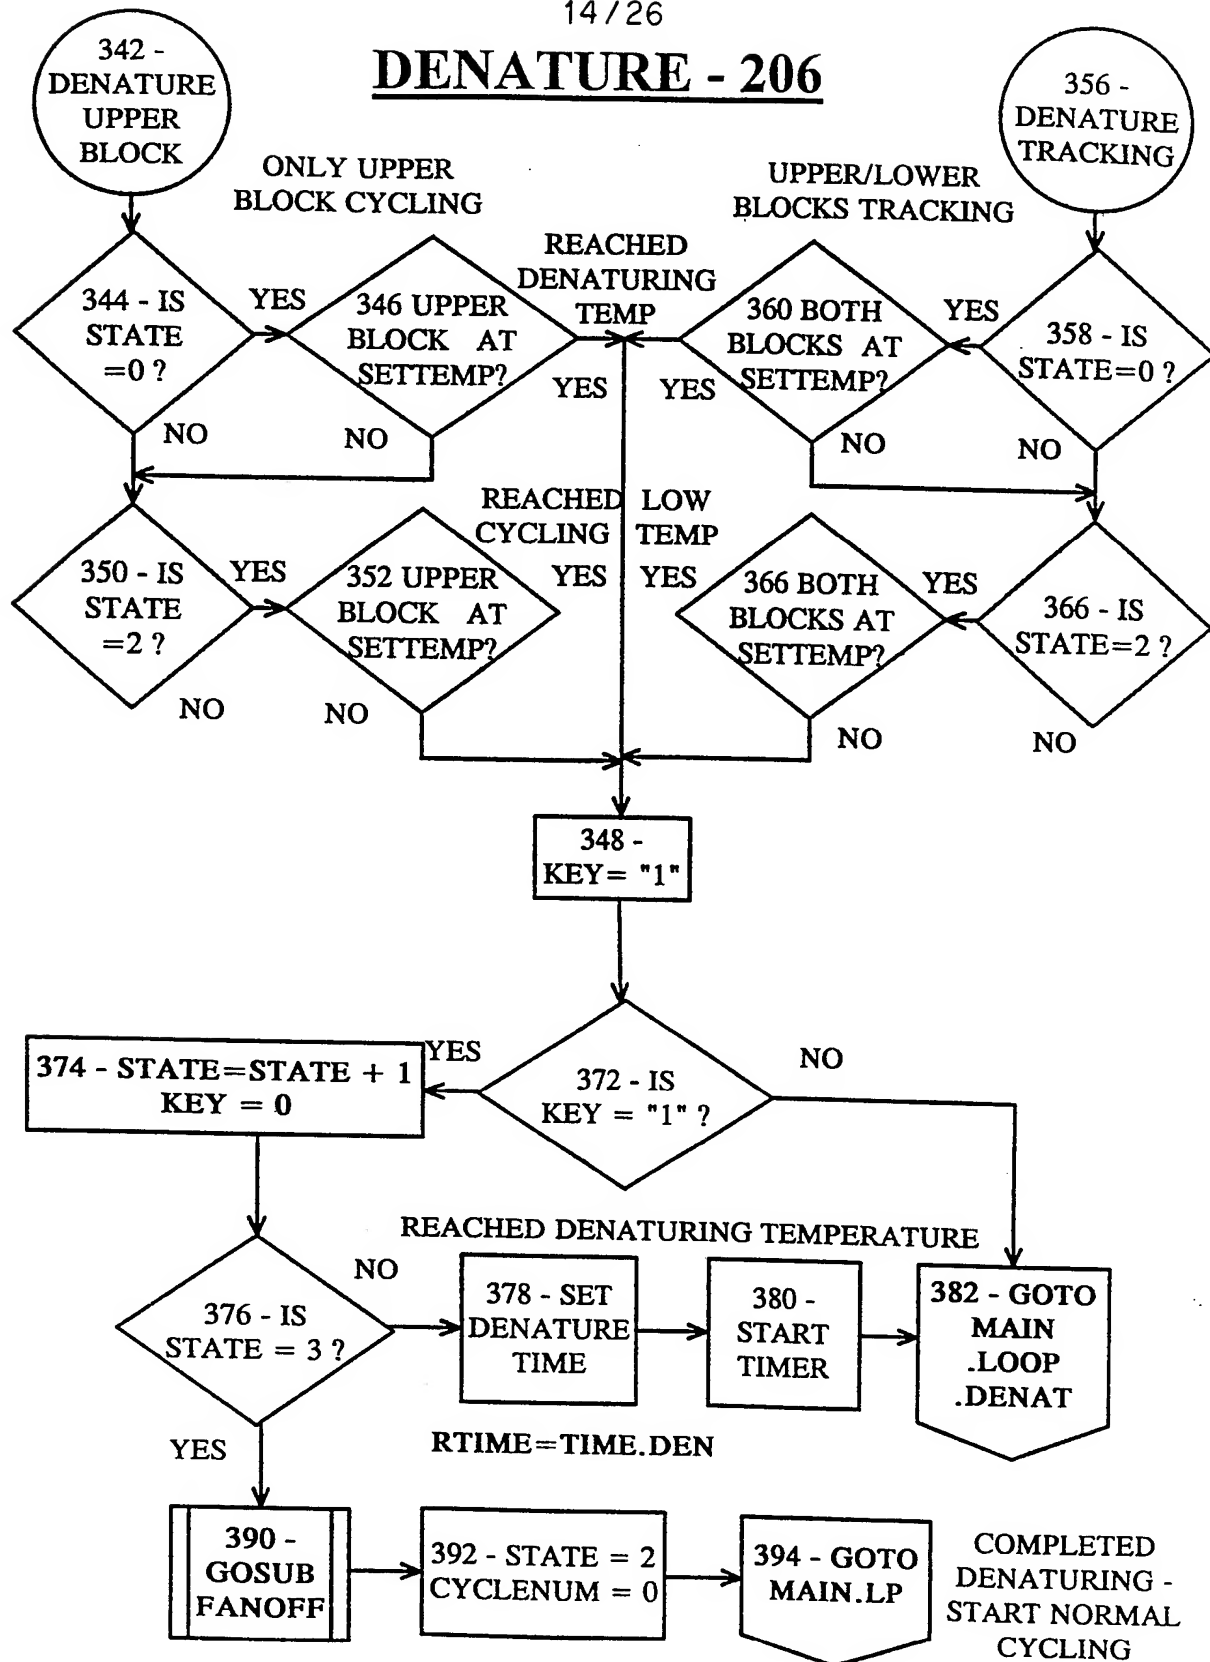 14/26
DENATURE - 206
342 -
DENATURE
UPPER
BLOCK
356 -
DENATURE
TRACKING
ONLY UPPER
BLOCK CYCLING
UPPER/LOWER
BLOCKS TRACKING
344 - IS
STATE
=0 ?
YES
NO
346 UPPER
BLOCK AT
SETTEMP?
YES
NO
REACHED
DENATURING
TEMP
360 BOTH
BLOCKS AT
SETTEMP?
YES
NO
358 - IS
STATE=0 ?
YES
NO
350 - IS
STATE
=2 ?
YES
NO
352 UPPER
BLOCK AT
SETTEMP?
YES
NO
REACHED LOW
CYCLING TEMP
366 BOTH
BLOCKS AT
SETTEMP?
YES
NO
366 - IS
STATE=2 ?
YES
NO
348 -
KEY= "1"
372 - IS
KEY = "1" ?
YES
NO
374 - STATE=STATE + 1
KEY = 0
376 - IS
STATE = 3 ?
NO
YES
REACHED DENATURING TEMPERATURE
378 - SET
DENATURE
TIME
380 -
START
TIMER
382 - GOTO
MAIN
.LOOP
.DENAT
RTIME=TIME.DEN
390 -
GOSUB
FANOFF
392 - STATE = 2
CYCLENUM = 0
394 - GOTO
MAIN.LP
COMPLETED
DENATURING -
START NORMAL
CYCLING